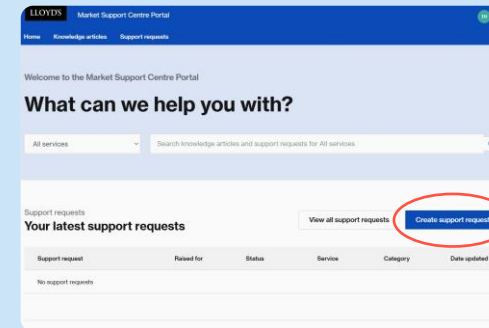 LLOYD'S Market Support Centre Portal
Home Knowledge articles Support requests
Welcome to the Market Support Centre Portal
What can we help you with?
All services Search knowledge articles and support requests for All services
Support requests
Your latest support requests View all support requests Create support request
Support request Raised for Status Service Category Date updated
No support requests